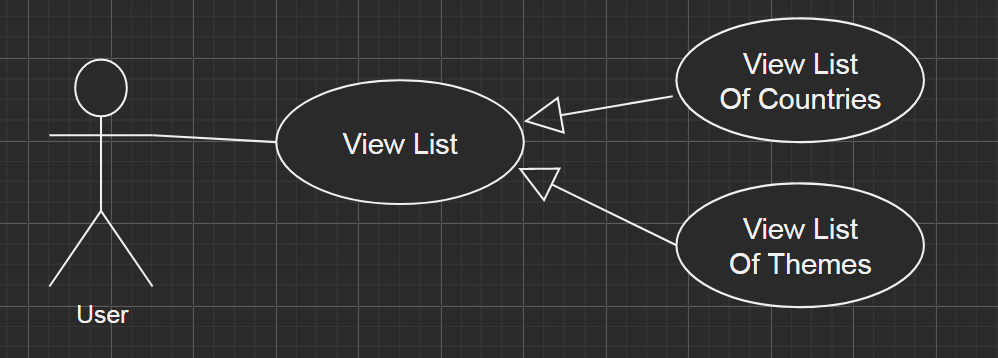 View List
Of Countries
View List
View List
Of Themes
User